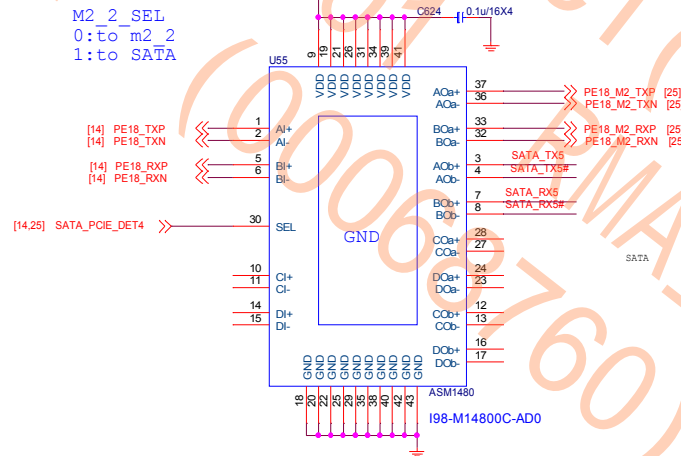 M2_2_SEL
0:to m2_2
1:to SATA
C624
0.1u/16X4
U55
9
19
21
26
31
34
39
41
VDD
VDD
VDD
VDD
VDD
VDD
VDD
VDD
[14] PE18_TXP 1 AI+
[14] PE18_TXN 2 AI-
[14] PE18_RXP 5 BI+
[14] PE18_RXN 6 BI-
[14,25] SATA_PCIE_DET4 30 SEL
10 CI+
11 CI-
14 DI+
15 DI-
GND
AOa+ 37 PE18_M2_TXP [25]
AOa- 36 PE18_M2_TXN [25]
BOa+ 33 PE18_M2_RXP [25]
BOa- 32 PE18_M2_RXN [25
AOb+ 3 SATA_TX5
AOb- 4 SATA_TX5#
BOb+ 7 SATA_RX5
BOb- 8 SATA_RX5#
COa+ 28
COa- 27
DOa+ 24
DOa- 23
COb+ 12
COb- 13
DOb+ 16
DOb- 17
SATA
GND
GND
GND
GND
GND
GND
GND
GND
GND
GND
18
20
22
25
29
35
38
40
42
43
ASM1480
I98-M14800C-AD0
(00068760)
RMA